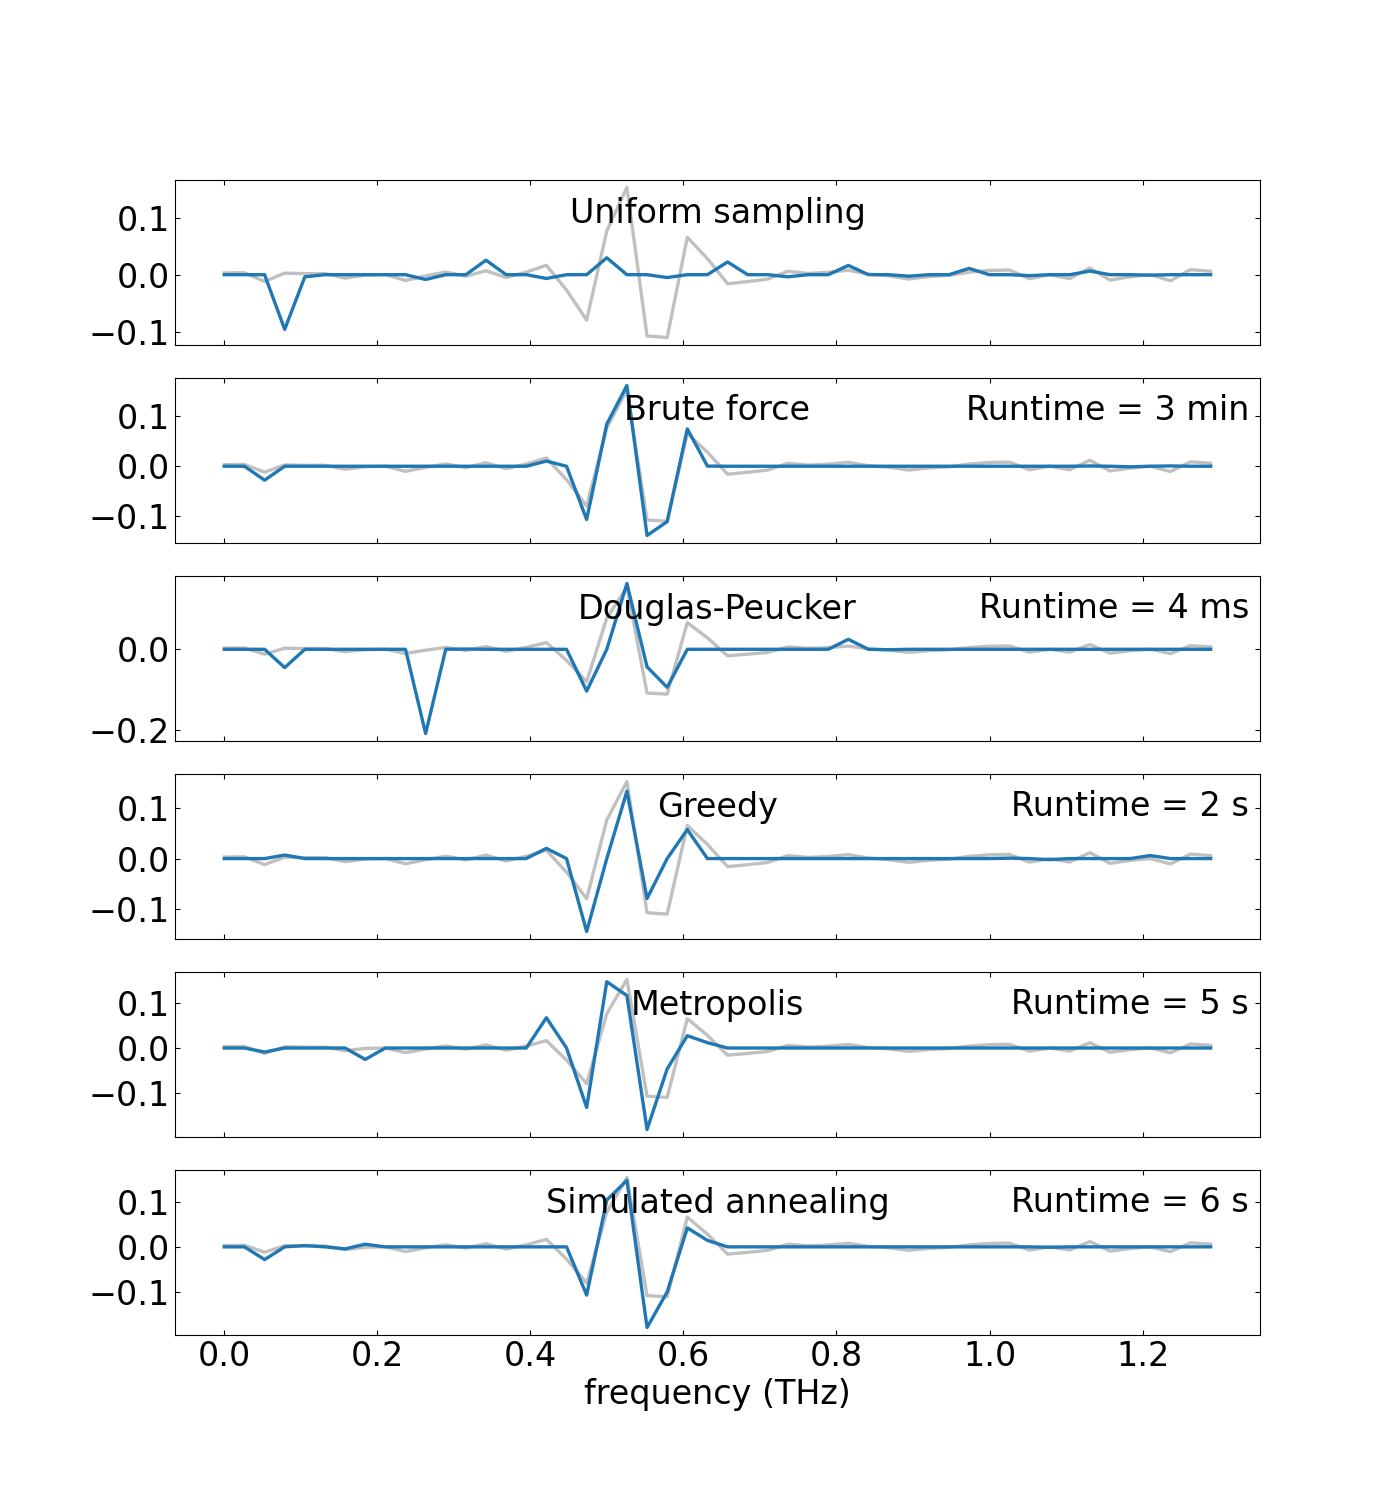 Uniform sampling
0.1
0.0
−0.1
Brute force Runtime = 3 min
0.1
0.0
−0.1
Douglas-Peucker Runtime = 4 ms
0.0
−0.2
Greedy Runtime = 2 s
0.1
0.0
−0.1
Metropolis Runtime = 5 s
0.1
0.0
−0.1
Simulated annealing Runtime = 6 s
0.1
0.0
−0.1
0.0 0.2 0.4 0.6 0.8 1.0 1.2
frequency (THz)